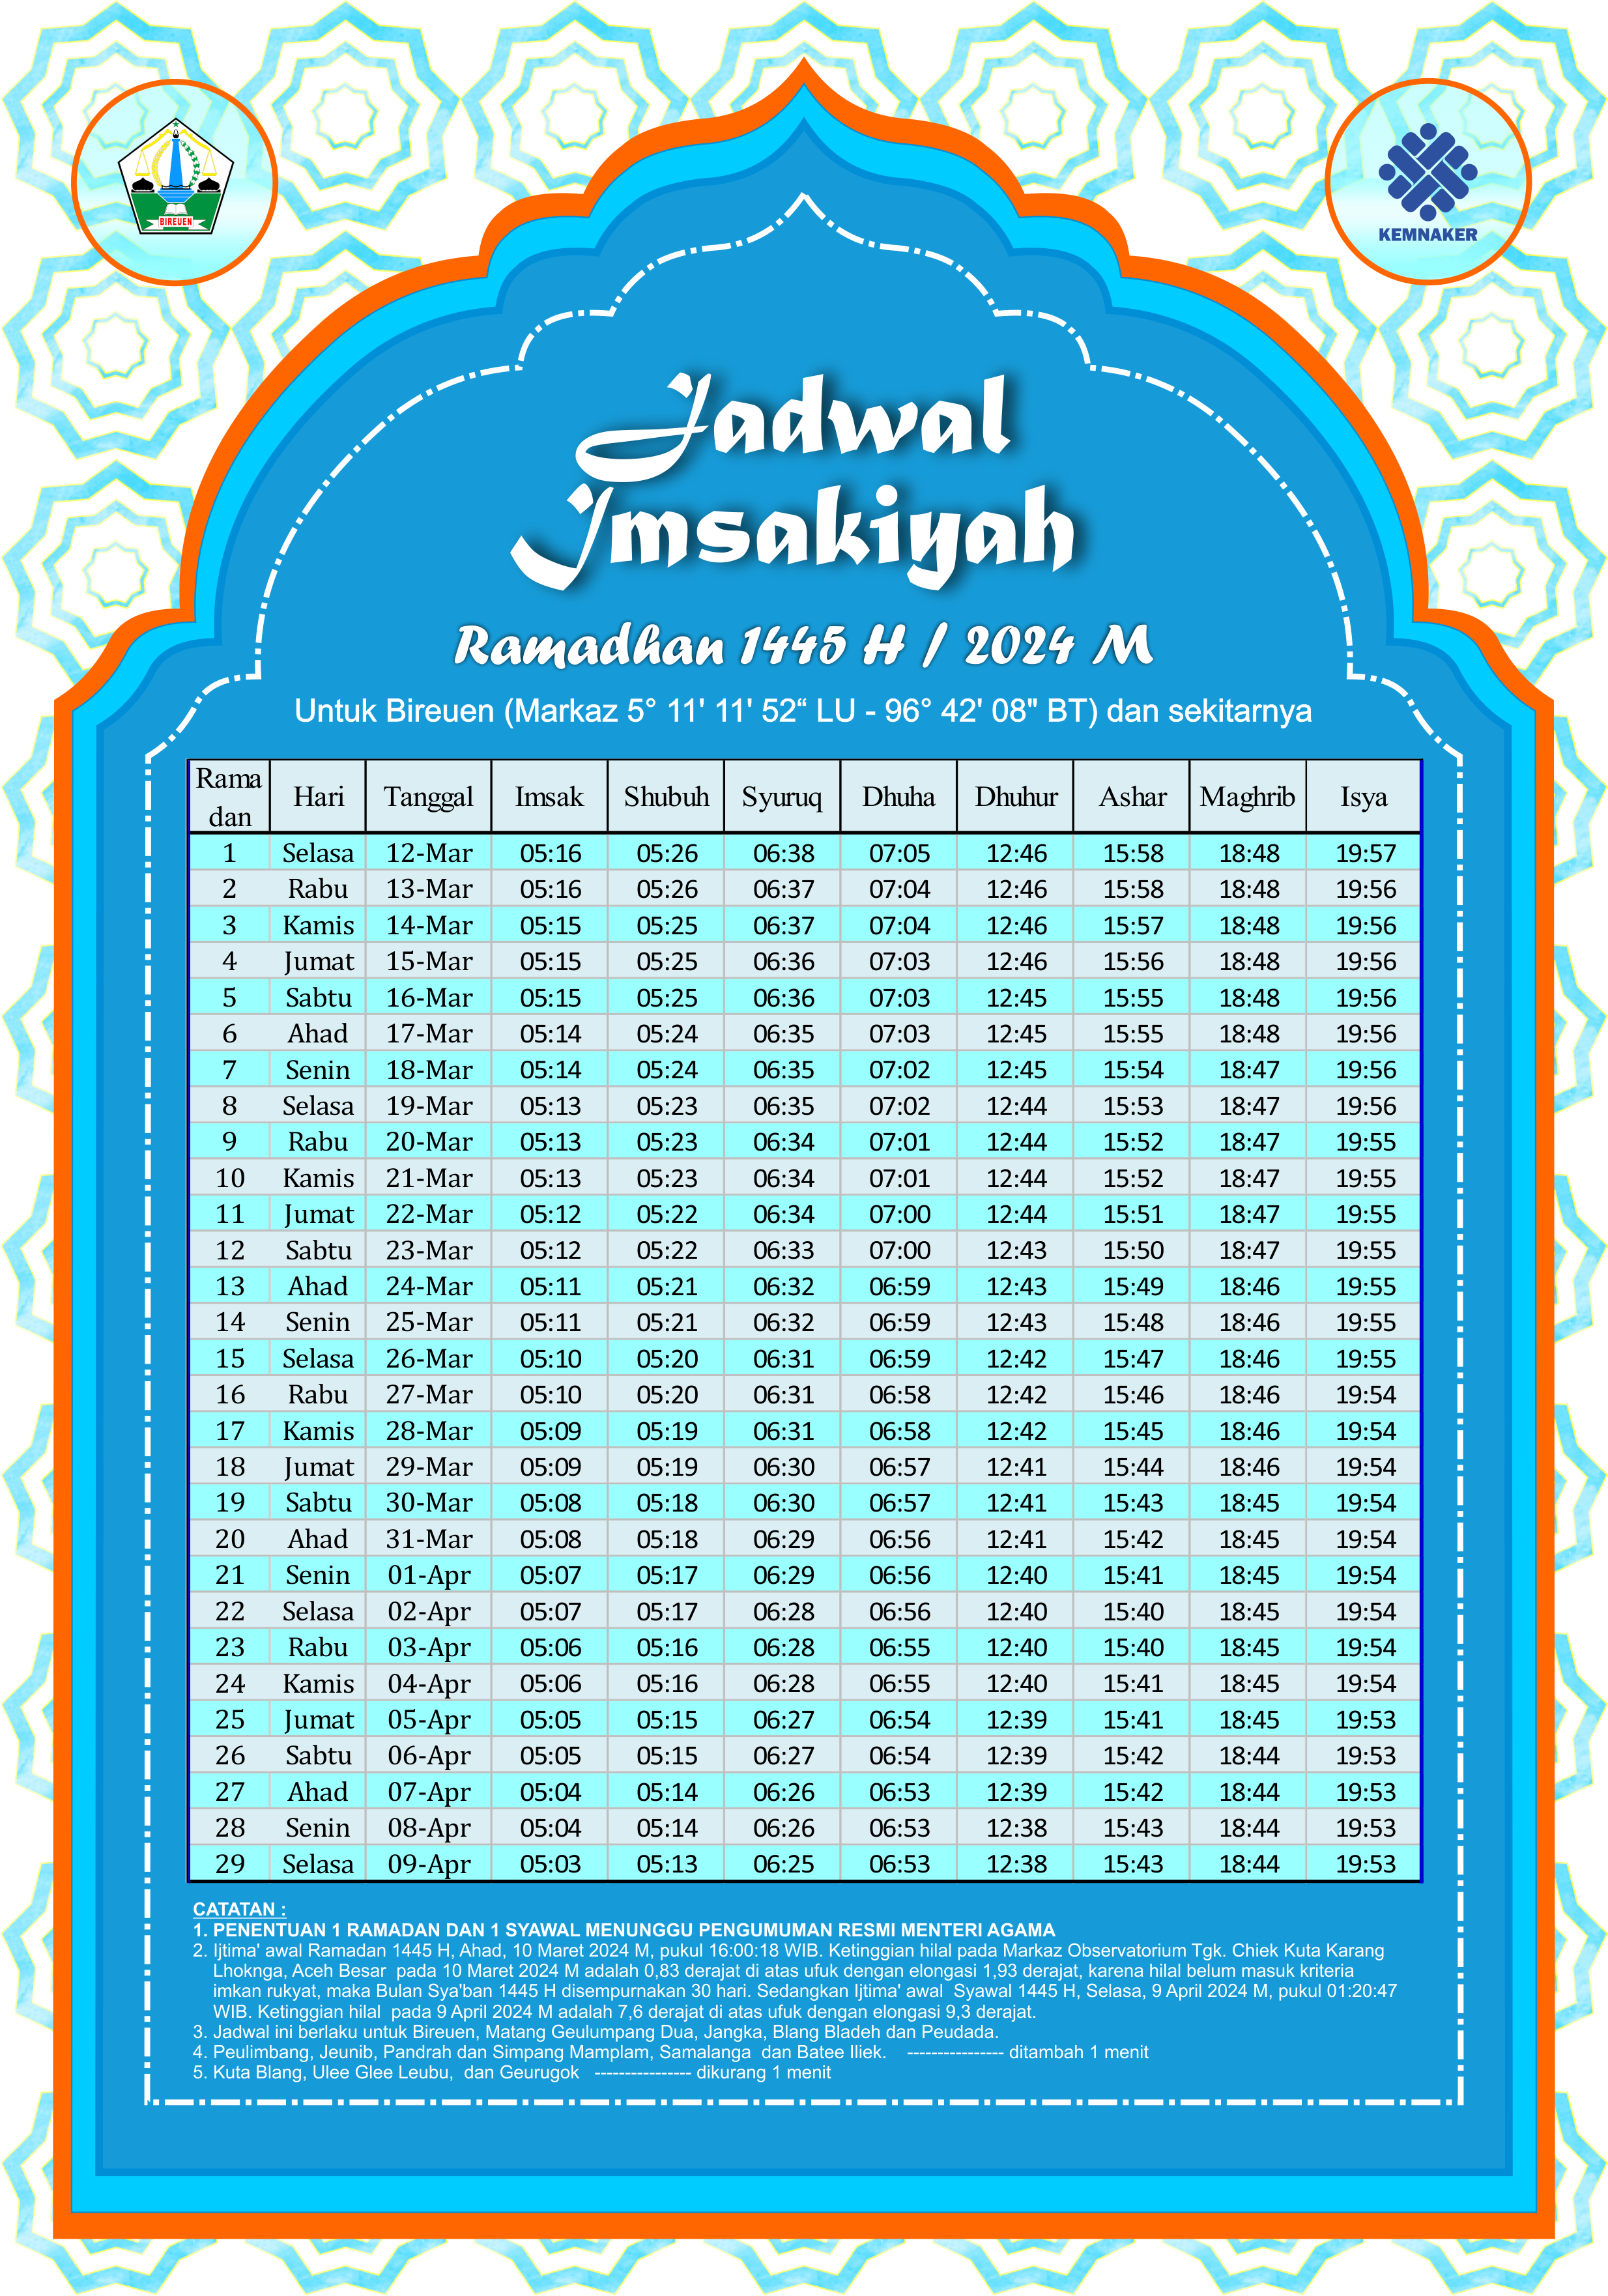 BIREUEN
KEMNAKER
Jadwal
Imsakiyah
Ramadhan 1445 H / 2024 M
Untuk Bireuen (Markaz 5° 11' 11' 52“ LU - 96° 42' 08" BT) dan sekitarnya
Rama dan Hari Tanggal Imsak Shubuh Syuruq Dhuha Dhuhur Ashar Maghrib Isya
1 Selasa 12-Mar 05:16 05:26 06:38 07:05 12:46 15:58 18:48 19:57
2 Rabu 13-Mar 05:16 05:26 06:37 07:04 12:46 15:58 18:48 19:56
3 Kamis 14-Mar 05:15 05:25 06:37 07:04 12:46 15:57 18:48 19:56
4 Jumat 15-Mar 05:15 05:25 06:36 07:03 12:46 15:56 18:48 19:56
5 Sabtu 16-Mar 05:15 05:25 06:36 07:03 12:45 15:55 18:48 19:56
6 Ahad 17-Mar 05:14 05:24 06:35 07:03 12:45 15:55 18:48 19:56
7 Senin 18-Mar 05:14 05:24 06:35 07:02 12:45 15:54 18:47 19:56
8 Selasa 19-Mar 05:13 05:23 06:35 07:02 12:44 15:53 18:47 19:56
9 Rabu 20-Mar 05:13 05:23 06:34 07:01 12:44 15:52 18:47 19:55
10 Kamis 21-Mar 05:13 05:23 06:34 07:01 12:44 15:52 18:47 19:55
11 Jumat 22-Mar 05:12 05:22 06:34 07:00 12:44 15:51 18:47 19:55
12 Sabtu 23-Mar 05:12 05:22 06:33 07:00 12:43 15:50 18:47 19:55
13 Ahad 24-Mar 05:11 05:21 06:32 06:59 12:43 15:49 18:46 19:55
14 Senin 25-Mar 05:11 05:21 06:32 06:59 12:43 15:48 18:46 19:55
15 Selasa 26-Mar 05:10 05:20 06:31 06:59 12:42 15:47 18:46 19:55
16 Rabu 27-Mar 05:10 05:20 06:31 06:58 12:42 15:46 18:46 19:54
17 Kamis 28-Mar 05:09 05:19 06:31 06:58 12:42 15:45 18:46 19:54
18 Jumat 29-Mar 05:09 05:19 06:30 06:57 12:41 15:44 18:46 19:54
19 Sabtu 30-Mar 05:08 05:18 06:30 06:57 12:41 15:43 18:45 19:54
20 Ahad 31-Mar 05:08 05:18 06:29 06:56 12:41 15:42 18:45 19:54
21 Senin 01-Apr 05:07 05:17 06:29 06:56 12:40 15:41 18:45 19:54
22 Selasa 02-Apr 05:07 05:17 06:28 06:56 12:40 15:40 18:45 19:54
23 Rabu 03-Apr 05:06 05:16 06:28 06:55 12:40 15:40 18:45 19:54
24 Kamis 04-Apr 05:06 05:16 06:28 06:55 12:40 15:41 18:45 19:54
25 Jumat 05-Apr 05:05 05:15 06:27 06:54 12:39 15:41 18:45 19:53
26 Sabtu 06-Apr 05:05 05:15 06:27 06:54 12:39 15:42 18:44 19:53
27 Ahad 07-Apr 05:04 05:14 06:26 06:53 12:39 15:42 18:44 19:53
28 Senin 08-Apr 05:04 05:14 06:26 06:53 12:38 15:43 18:44 19:53
29 Selasa 09-Apr 05:03 05:13 06:25 06:53 12:38 15:43 18:44 19:53
CATATAN :
1. PENENTUAN 1 RAMADAN DAN 1 SYAWAL MENUNGGU PENGUMUMAN RESMI MENTERI AGAMA
2. Ijtima' awal Ramadan 1445 H, Ahad, 10 Maret 2024 M, pukul 16:00:18 WIB. Ketinggian hilal pada Markaz Observatorium Tgk. Chiek Kuta Karang
Lhoknga, Aceh Besar pada 10 Maret 2024 M adalah 0,83 derajat di atas ufuk dengan elongasi 1,93 derajat, karena hilal belum masuk kriteria
imkan rukyat, maka Bulan Sya'ban 1445 H disempurnakan 30 hari. Sedangkan Ijtima' awal Syawal 1445 H, Selasa, 9 April 2024 M, pukul 01:20:47
WIB. Ketinggian hilal pada 9 April 2024 M adalah 7,6 derajat di atas ufuk dengan elongasi 9,3 derajat.
3. Jadwal ini berlaku untuk Bireuen, Matang Geulumpang Dua, Jangka, Blang Bladeh dan Peudada.
4. Peulimbang, Jeunib, Pandrah dan Simpang Mamplam, Samalanga dan Batee Iliek. ---------------- ditambah 1 menit
5. Kuta Blang, Ulee Glee Leubu, dan Geurugok ---------------- dikurang 1 menit